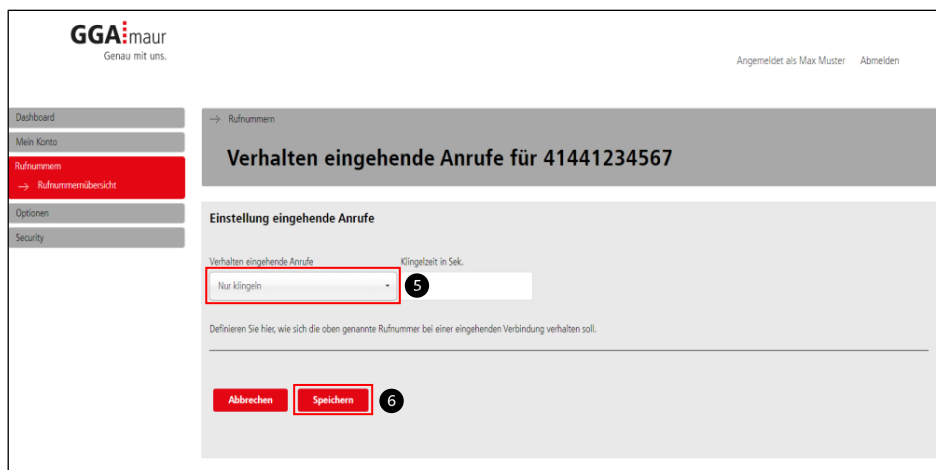 GGA maur
Genau mit uns.
Angemeldet als Max Muster Abmelden
Dashboard
Mein Konto
Rufnummern
→ Rufnummernübersicht
Optionen
Security
→ Rufnummern
Verhalten eingehende Anrufe für 41441234567
Einstellung eingehende Anrufe
Verhalten eingehende Anrufe Klingelzeit in Sek.
Nur klingeln 5
Definieren Sie hier, wie sich die oben genannte Rufnummer bei einer eingehenden Verbindung verhalten soll.
Abbrechen Speichern 6